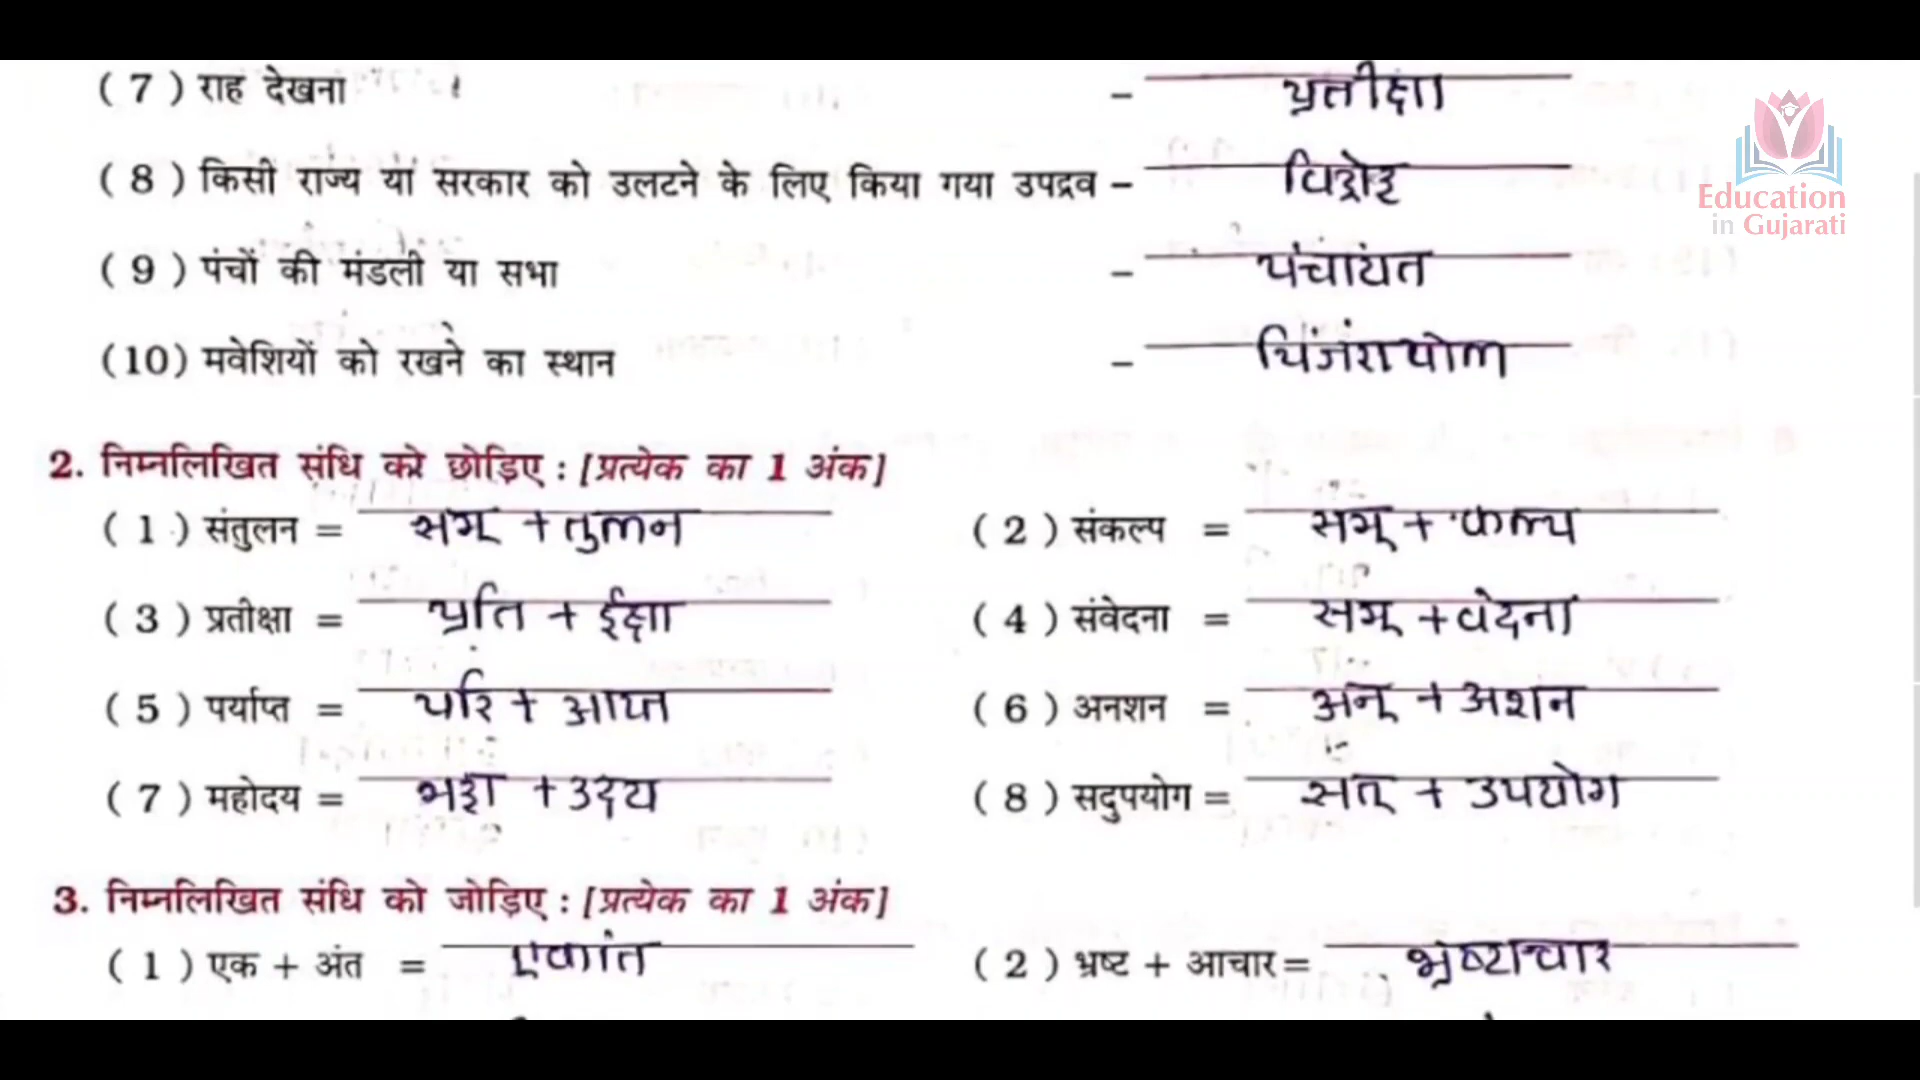 ( 7 ) राह देखना - प्रतीक्षा
( 8 ) किसी राज्य या सरकार को उलटने के लिए किया गया उपद्रव - विद्रोह
( 9 ) पंचों की मंडली या सभा - पंचायत
(10) मवेशियों को रखने का स्थान - पिंजरापोल
2. निम्नलिखित संधि को छोड़िए : [प्रत्येक का 1 अंक]
( 1 ) संतुलन = सम् + तुलन ( 2 ) संकल्प = सम् + कल्प
( 3 ) प्रतीक्षा = प्रति + ईक्षा ( 4 ) संवेदना = सम् + वेदना
( 5 ) पर्याप्त = परि + आप्त ( 6 ) अनशन = अन् + अशन
( 7 ) महोदय = महा + उदय ( 8 ) सदुपयोग = सत् + उपयोग
3. निम्नलिखित संधि को जोड़िए : [प्रत्येक का 1 अंक]
( 1 ) एक + अंत = एकांत ( 2 ) भ्रष्ट + आचार = भ्रष्टाचार
Education
in Gujarati